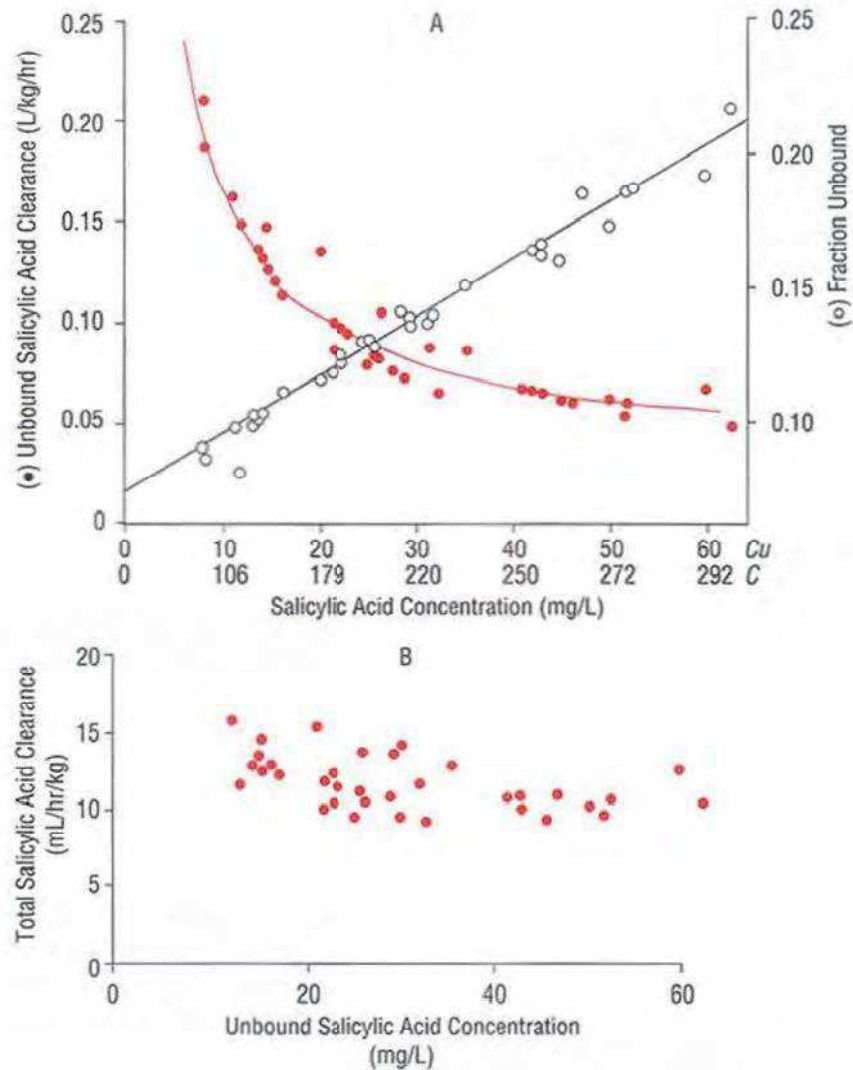 A
(●) Unbound Salicylic Acid Clearance (L/kg/hr)
0.25
0.20
0.15
0.10
0.05
0
0.25
0.20
0.15
0.10
(○) Fraction Unbound
0 10 20 30 40 50 60 Cu
0 106 179 220 250 272 292 C
Salicylic Acid Concentration (mg/L)
B
Total Salicylic Acid Clearance
(mL/hr/kg)
20
15
10
5
0
0 20 40 60
Unbound Salicylic Acid Concentration
(mg/L)